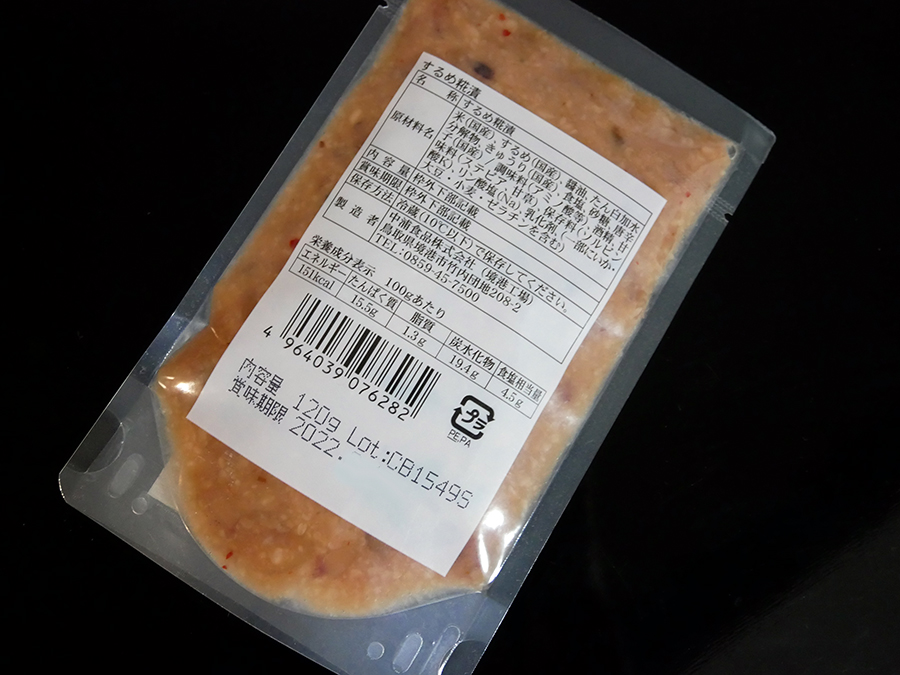 するめ糀漬
名 称 するめ糀漬
原材料名 米(国産)、するめ(国産)、醤油、たん白加水
分解物、きゅうり(国産)、食塩、砂糖、唐辛
子(国産)/調味料(アミノ酸等)、酒精、甘
味料(ステビア、甘草)、保存料(ソルビン
酸K)、リン酸塩(Na)、乳化剤、(一部にいか・
大豆・小麦・ゼラチンを含む)
内容量 枠外下部記載
賞味期限 枠外下部記載
保存方法 冷蔵(10℃以下)で保存してください。
製造者 中浦食品株式会社(境港工場)
鳥取県境港市竹内団地208-2
TEL:0859-45-7500
栄養成分表示 100gあたり
エネルギー たんぱく質 脂質 炭水化物 食塩相当量
151kcal 15.5g 1.3g 19.4g 4.5g
4 964039 076282
プラ
PE,PA
内容量 120g Lot:CB1549S
賞味期限 2022.